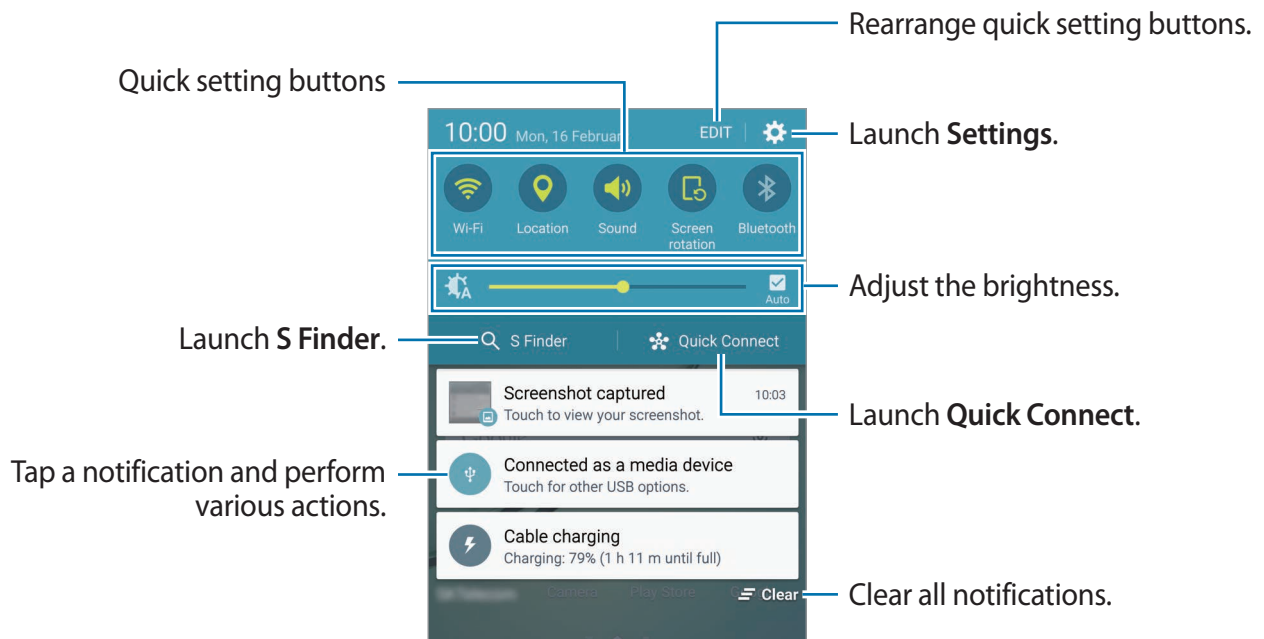 Rearrange quick setting buttons.
Quick setting buttons
10:00 Mon, 16 Februar
EDIT
Launch Settings.
Wi-Fi
Location
Sound
Screen
rotation
Bluetooth
A
Auto
Adjust the brightness.
Launch S Finder.
S Finder
Quick Connect
Screenshot captured
10:03
Touch to view your screenshot.
Launch Quick Connect.
Tap a notification and perform
various actions.
Connected as a media device
Touch for other USB options.
Cable charging
Charging: 79% (1 h 11 m until full)
Camera
Play Store
Clear
Clear all notifications.